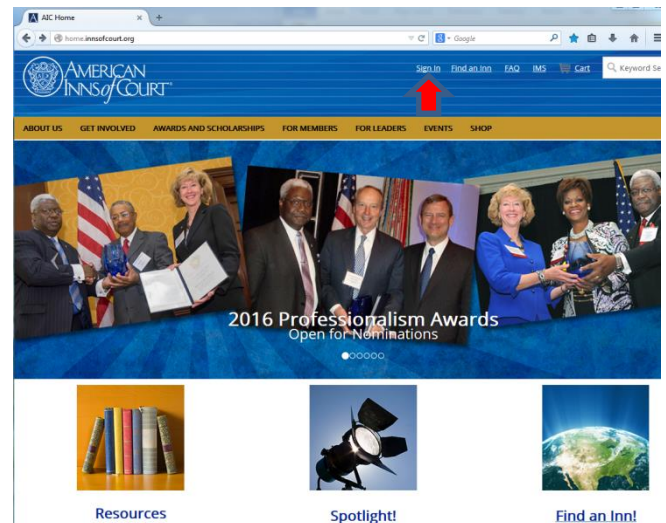 AIC Home
home.innsofcourt.org
Google
AMERICAN
INNS of COURT
Sign In Find an Inn FAQ IMS Cart Keyword Se
ABOUT US GET INVOLVED AWARDS AND SCHOLARSHIPS FOR MEMBERS FOR LEADERS EVENTS SHOP
2016 Professionalism Awards
Open for Nominations
Resources Spotlight! Find an Inn!